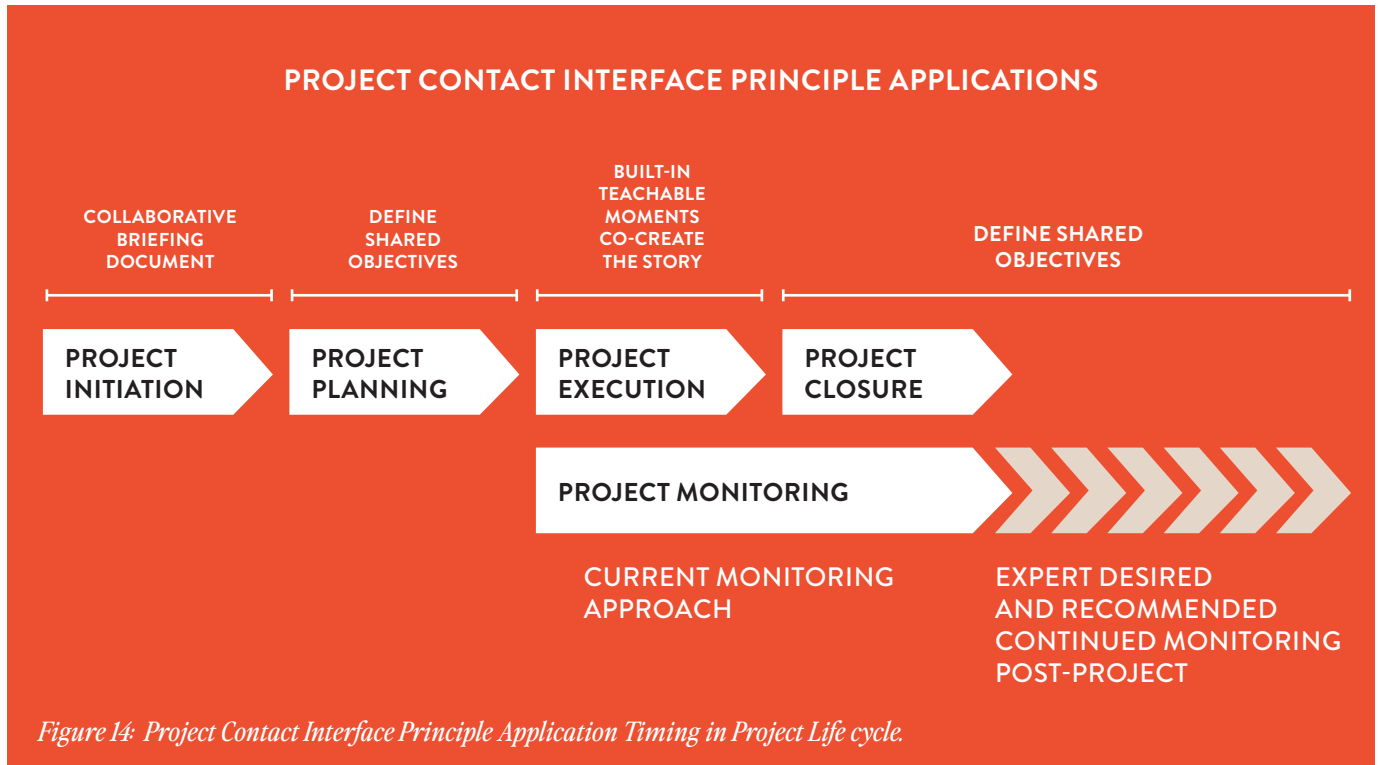 PROJECT CONTACT INTERFACE PRINCIPLE APPLICATIONS
COLLABORATIVE
BRIEFING
DOCUMENT
DEFINE
SHARED
OBJECTIVES
BUILT-IN
TEACHABLE
MOMENTS
CO-CREATE
THE STORY
DEFINE SHARED
OBJECTIVES
PROJECT
INITIATION
PROJECT
PLANNING
PROJECT
EXECUTION
PROJECT
CLOSURE
PROJECT MONITORING
CURRENT MONITORING
APPROACH
EXPERT DESIRED
AND RECOMMENDED
CONTINUED MONITORING
POST-PROJECT
Figure 14: Project Contact Interface Principle Application Timing in Project Life cycle.